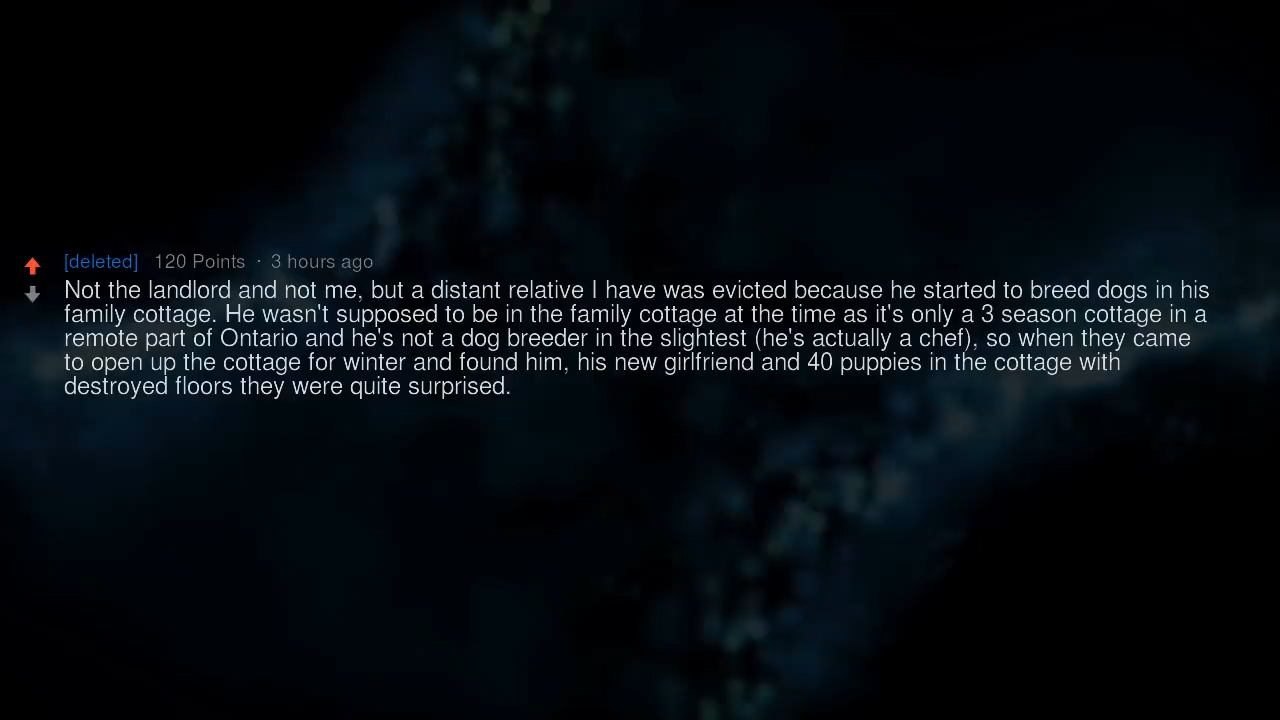 [deleted] 120 Points · 3 hours ago
Not the landlord and not me, but a distant relative I have was evicted because he started to breed dogs in his
family cottage. He wasn't supposed to be in the family cottage at the time as it's only a 3 season cottage in a
remote part of Ontario and he's not a dog breeder in the slightest (he's actually a chef), so when they came
to open up the cottage for winter and found him, his new girlfriend and 40 puppies in the cottage with
destroyed floors they were quite surprised.